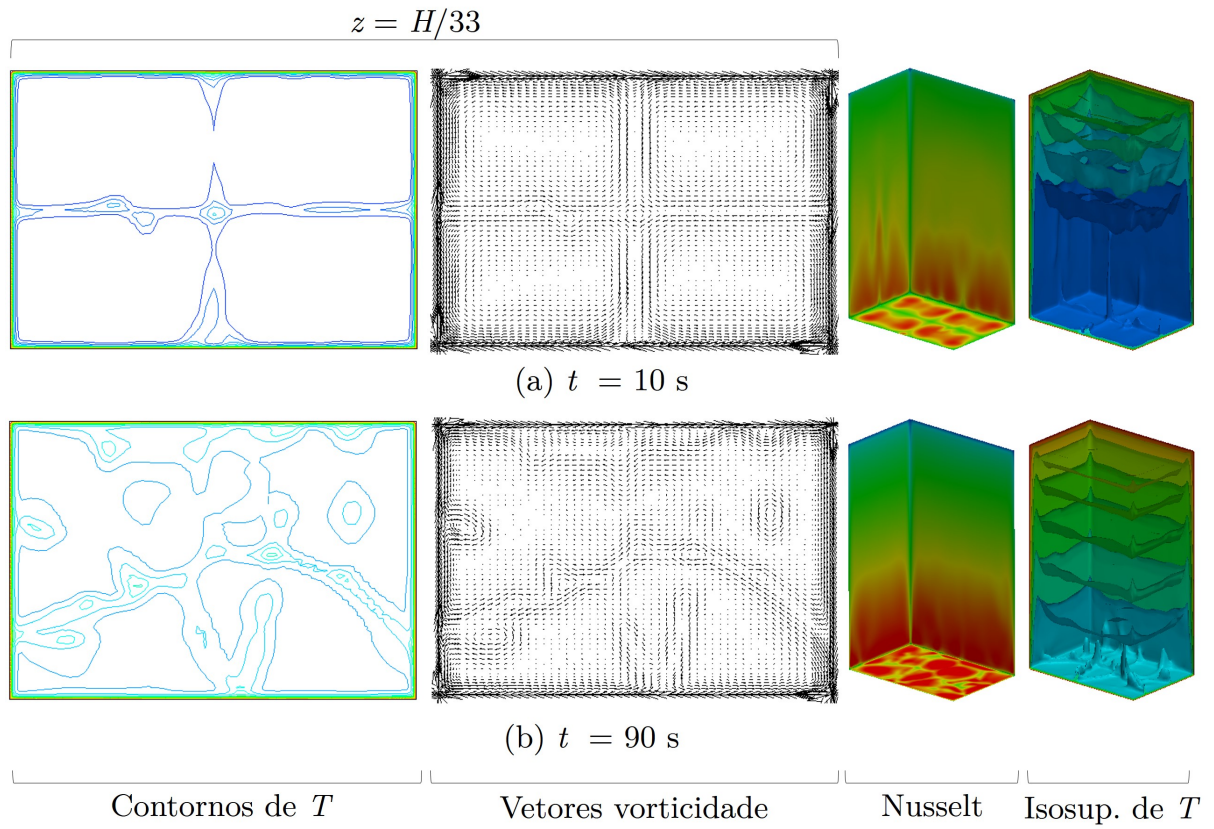 z = H/33
(a) t = 10 s
(b) t = 90 s
Contornos de T
Vetores vorticidade
Nusselt
Isosup. de T